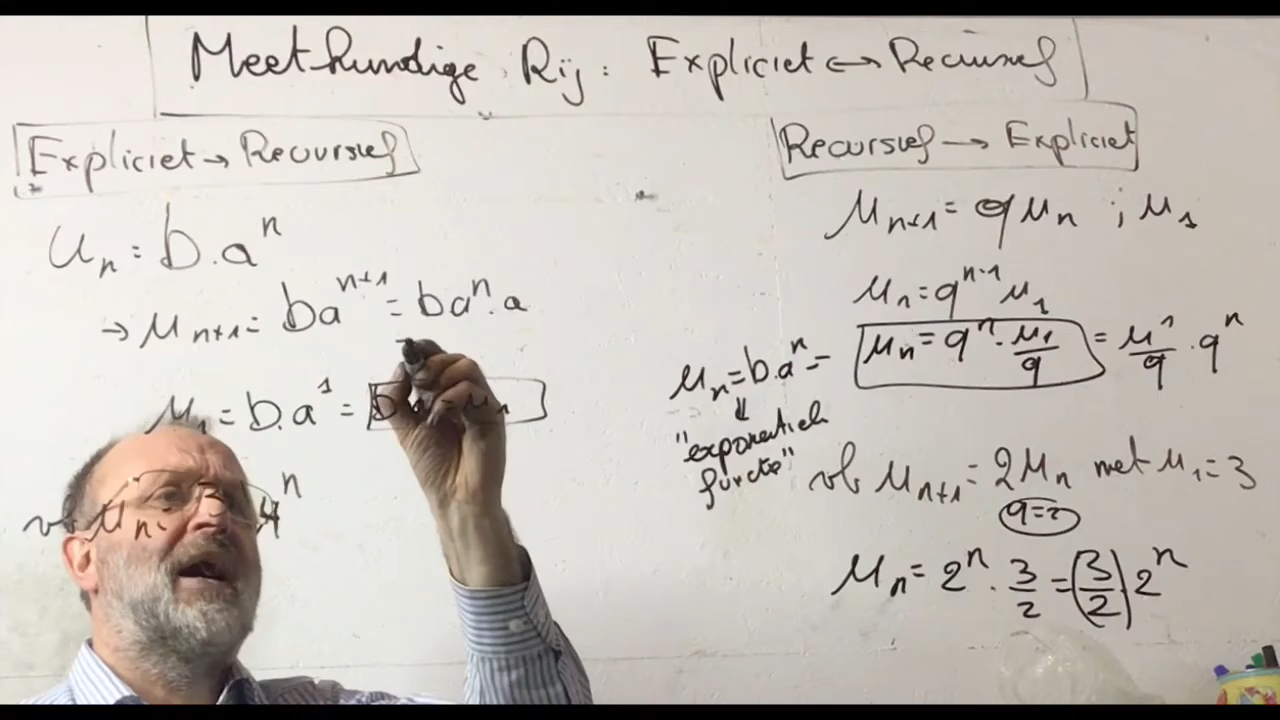 Meetkundige Rij : Expliciet ↔ Recursief
Expliciet → Recursief
u_n = b.a^n
→ u_{n+1} = ba^{n+1} = ba^n.a
u_1 = b.a^1 =
vb u_n =
Recursief → Expliciet
u_{n+1} = q u_n ; u_1
u_n = q^{n-1} u_1
u_n = b.a^n = u_n = q^n . u_1/q = u_1/q . q^n
"exponentiele
functie"
vb u_{n+1} = 2u_n met u_1 = 3
q=2
u_n = 2^n . 3/2 = (3/2) 2^n